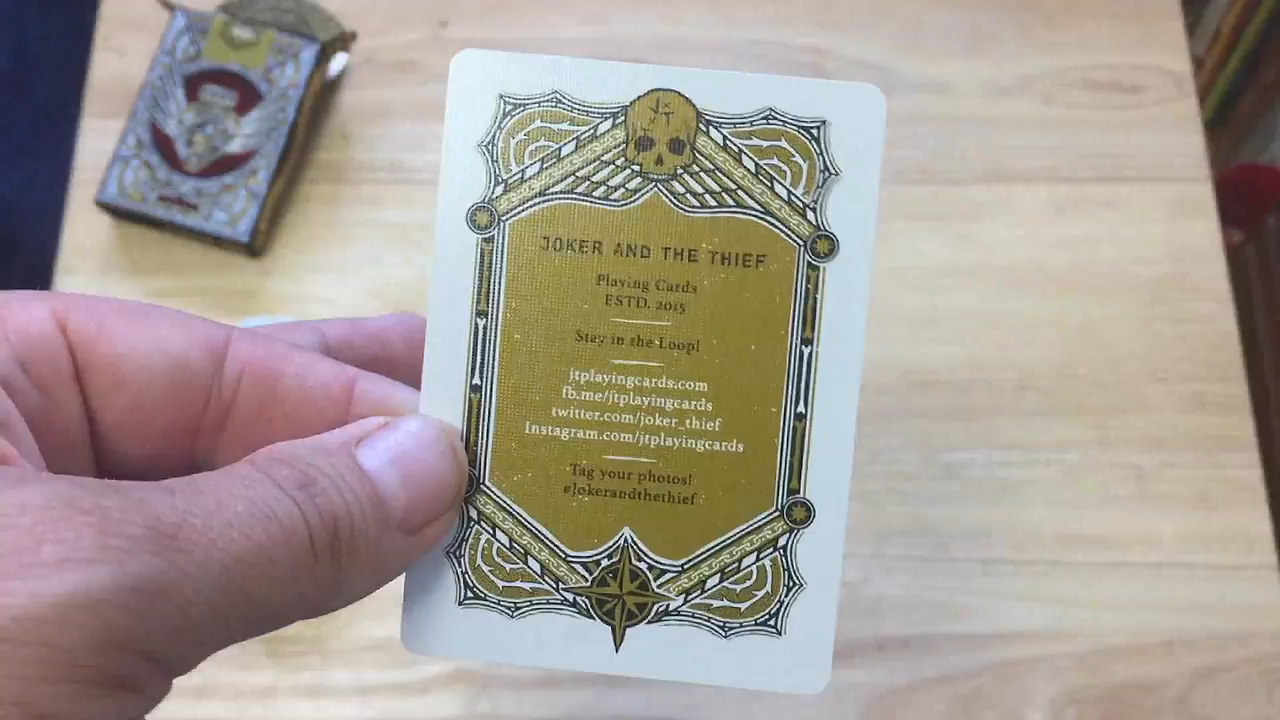 JOKER AND THE THIEF
Playing Cards
ESTD. 2015
Stay in the Loop!
jtplayingcards.com
fb.me/jtplayingcards
twitter.com/joker_thief
Instagram.com/jtplayingcards
Tag your photos!
#Jokerandthethief